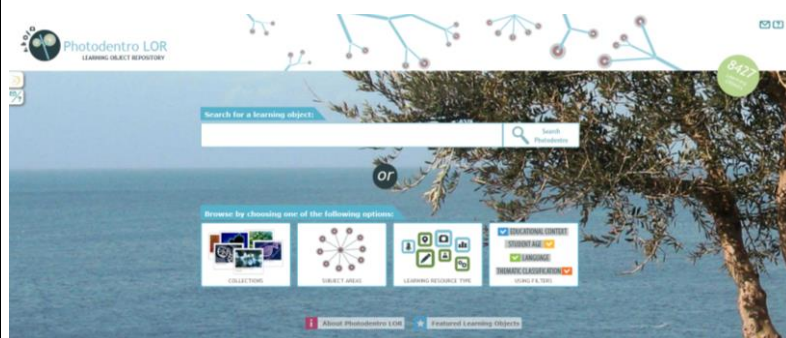 Photodentro LOR
LEARNING OBJECT REPOSITORY
8427
Search for a learning object:
Search
Photodentro
or
Browse by choosing one of the following options:
COLLECTIONS
SUBJECT AREAS
LEARNING RESOURCE TYPE
EDUCATIONAL CONTEXT
STUDENT AGE
LANGUAGE
THEMATIC CLASSIFICATION
USING FILTERS
i About Photodentro LOR
Featured Learning Objects